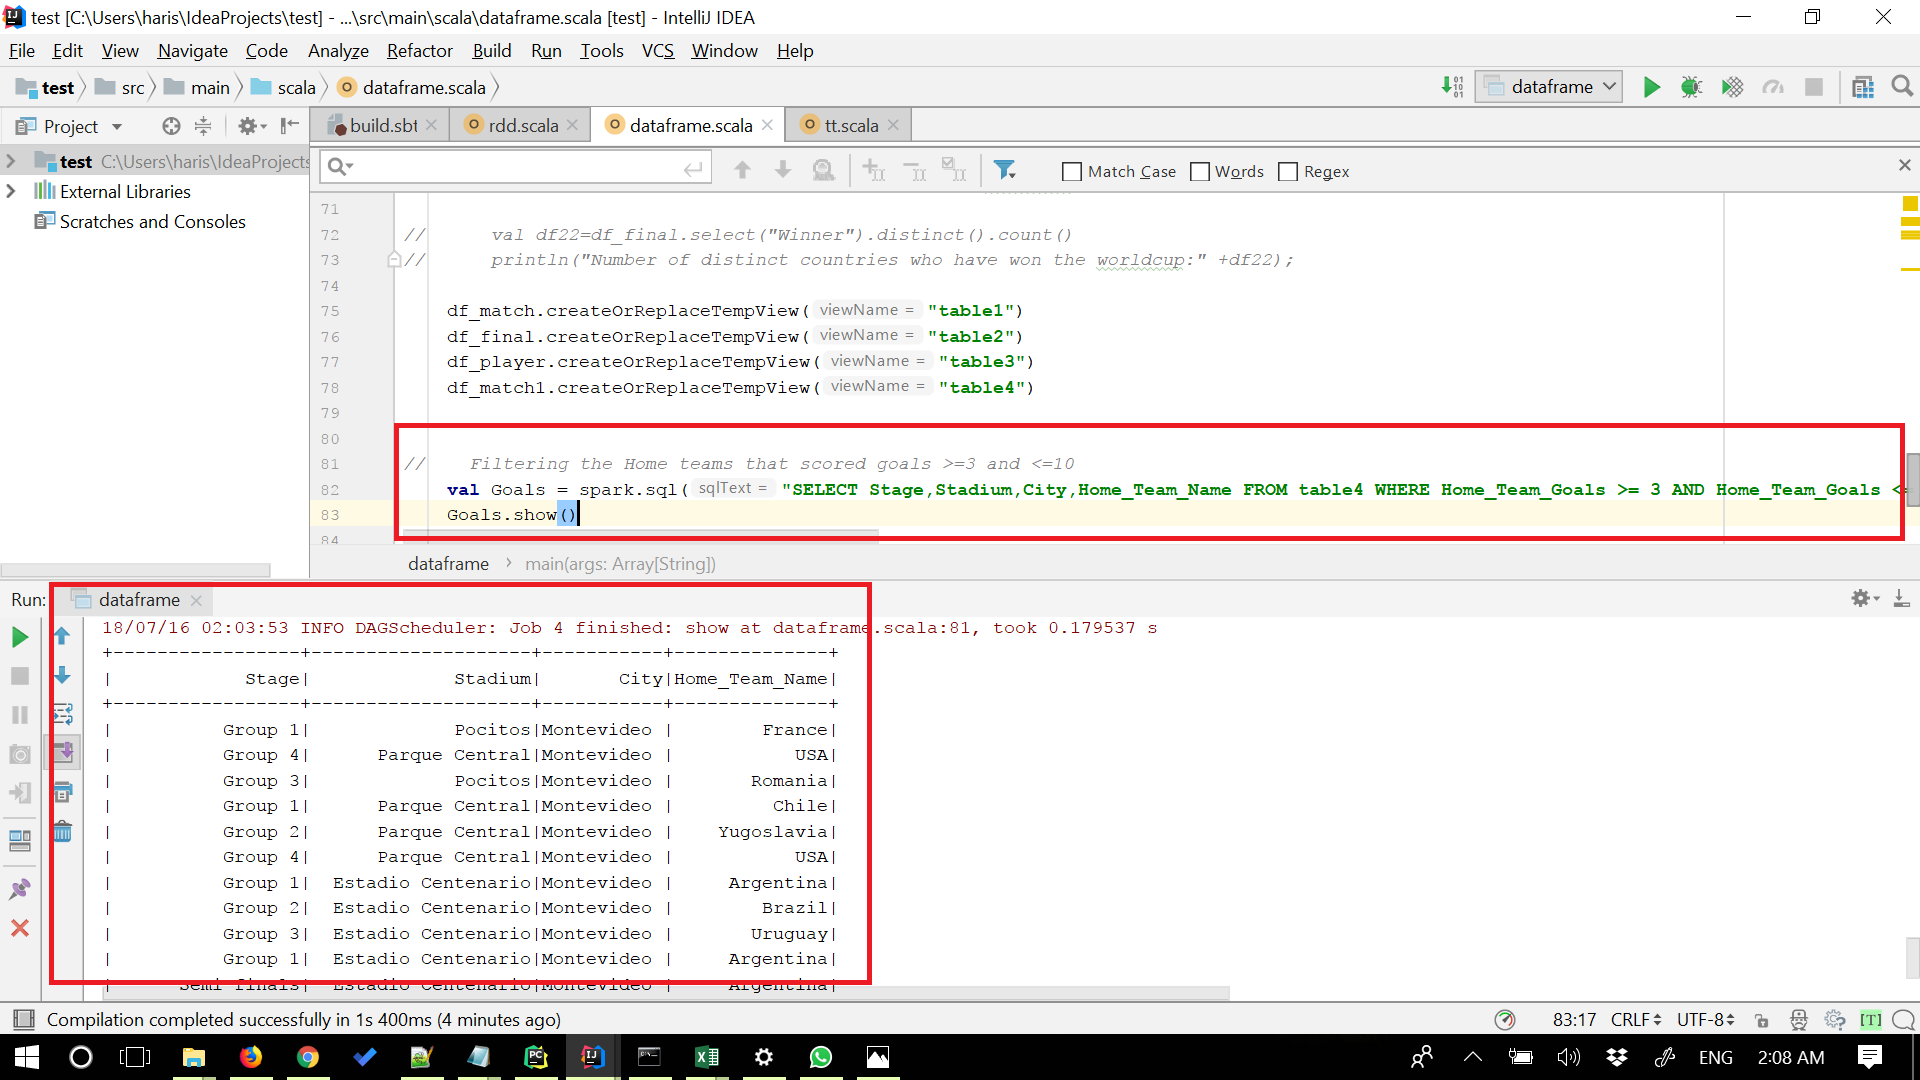 test [C:\Users\haris\IdeaProjects\test] - ...\src\main\scala\dataframe.scala [test] - IntelliJ IDEA
File Edit View Navigate Code Analyze Refactor Build Run Tools VCS Window Help
test src main scala dataframe.scala dataframe
Project build.sbt rdd.scala dataframe.scala tt.scala
test C:\Users\haris\IdeaProjects
External Libraries
Scratches and Consoles
Match Case Words Regex
71
72 // val df22=df_final.select("Winner").distinct().count()
73 // println("Number of distinct countries who have won the worldcup:" +df22);
74
75 df_match.createOrReplaceTempView( viewName = "table1")
76 df_final.createOrReplaceTempView( viewName = "table2")
77 df_player.createOrReplaceTempView( viewName = "table3")
78 df_match1.createOrReplaceTempView( viewName = "table4")
79
80
81 // Filtering the Home teams that scored goals >=3 and <=10
82 val Goals = spark.sql( sqlText = "SELECT Stage,Stadium,City,Home_Team_Name FROM table4 WHERE Home_Team_Goals >= 3 AND Home_Team_Goals <
83 Goals.show()
84
dataframe › main(args: Array[String])
Run: dataframe
18/07/16 02:03:53 INFO DAGScheduler: Job 4 finished: show at dataframe.scala:81, took 0.179537 s
+-----------------+--------------------+-----------+--------------+
| Stage| Stadium| City|Home_Team_Name|
+-----------------+--------------------+-----------+--------------+
| Group 1| Pocitos|Montevideo | France|
| Group 4| Parque Central|Montevideo | USA|
| Group 3| Pocitos|Montevideo | Romania|
| Group 1| Parque Central|Montevideo | Chile|
| Group 2| Parque Central|Montevideo | Yugoslavia|
| Group 4| Parque Central|Montevideo | USA|
| Group 1| Estadio Centenario|Montevideo | Argentina|
| Group 2| Estadio Centenario|Montevideo | Brazil|
| Group 3| Estadio Centenario|Montevideo | Uruguay|
| Group 1| Estadio Centenario|Montevideo | Argentina|
| Semi-finals| Estadio Centenario|Montevideo | Argentina|
Compilation completed successfully in 1s 400ms (4 minutes ago) 83:17 CRLF UTF-8 [T]
ENG 2:08 AM